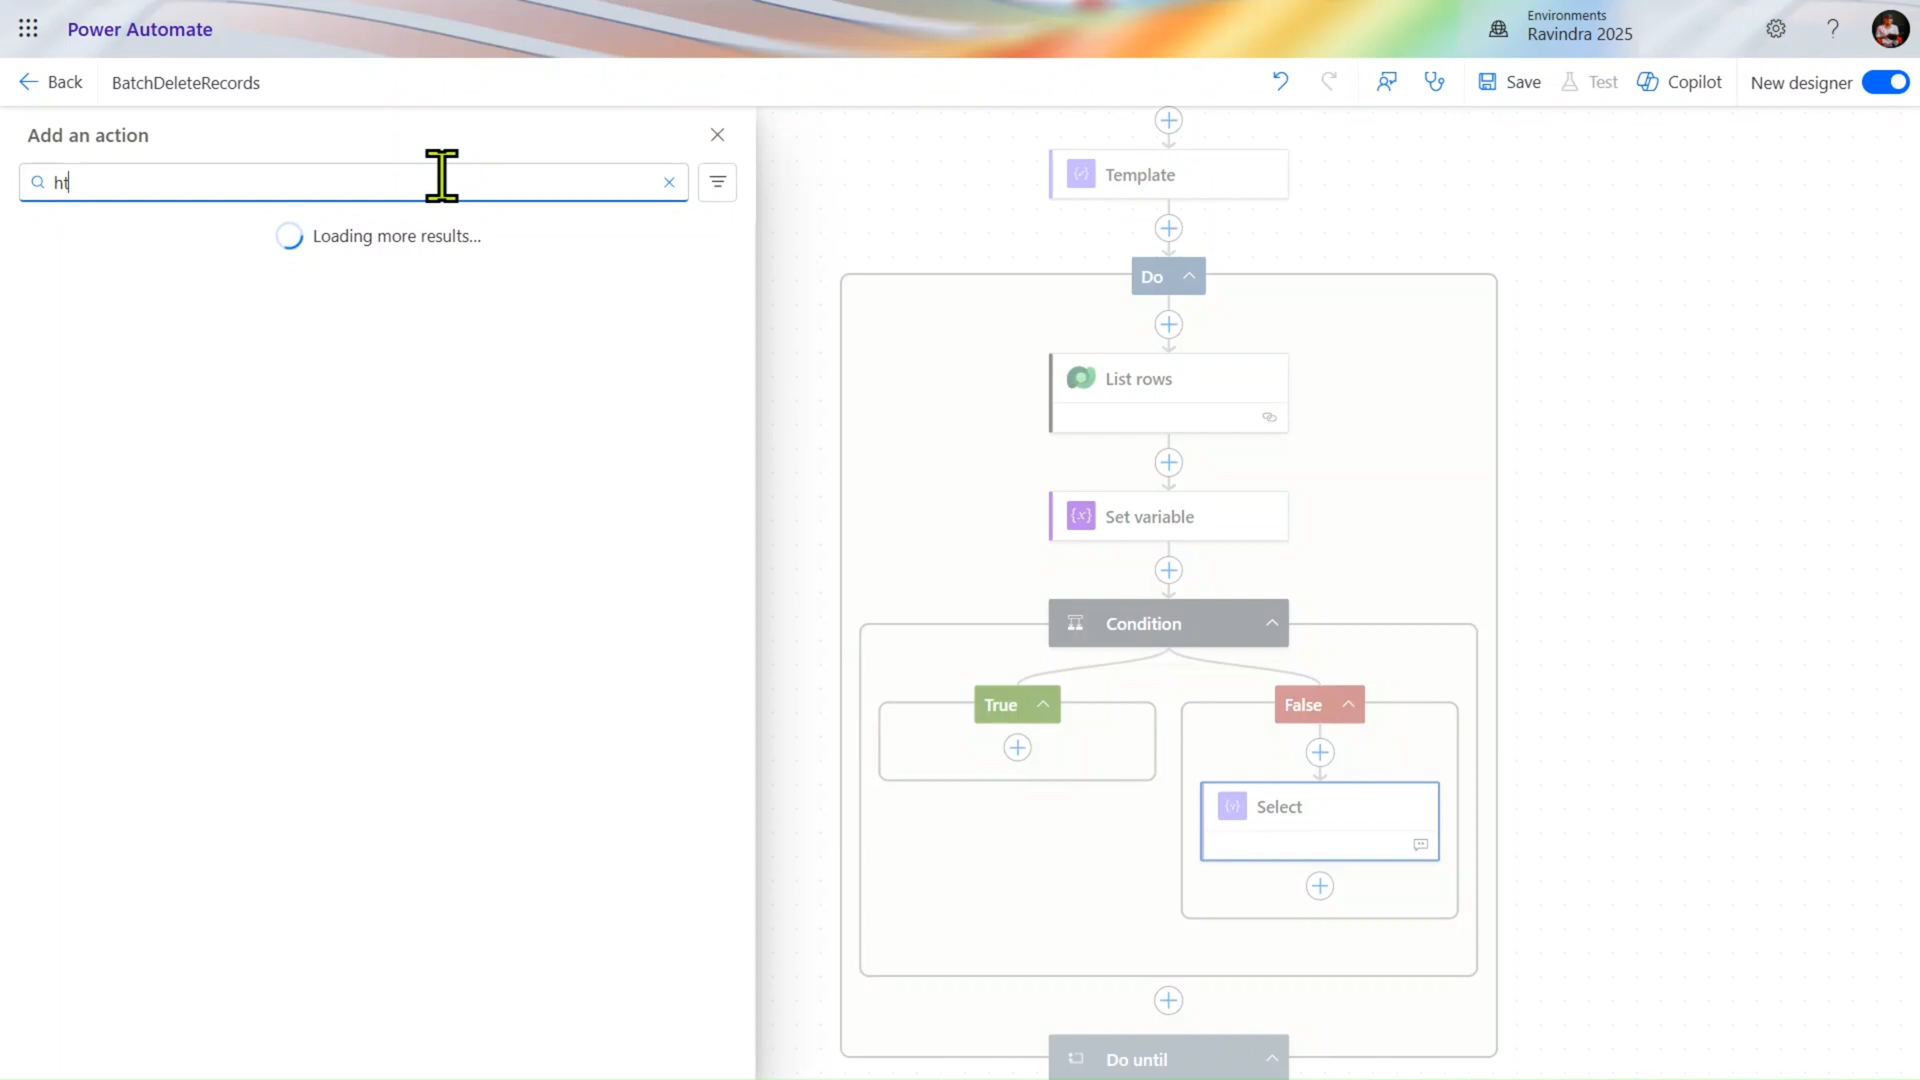 Power Automate
Environments
Ravindra 2025
?
Back
BatchDeleteRecords
Save
Test
Copilot
New designer
Add an action
ht
Loading more results...
Template
Do
List rows
{x} Set variable
Condition
True
False
Select
Do until